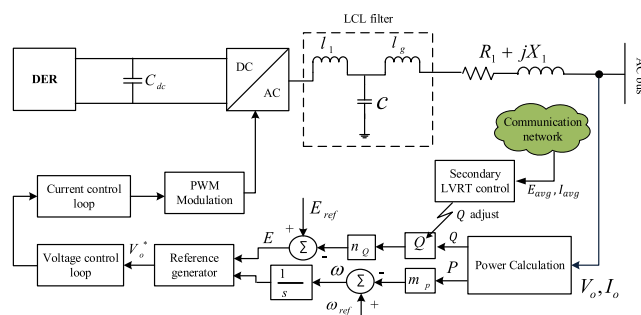 LCL filter
DER
C_dc
DC
AC
l_1
l_g
c
R_1 + jX_1
AC bus
Communication
network
Secondary
LVRT control
E_avg , I_avg
Q adjust
Current control
loop
PWM
Modulation
E_ref
+
E
Σ
-
n_Q
Q
Q
Voltage control
loop
V_o*
Reference
generator
1
s
ω
Σ
-
m_p
P
Power Calculation
ω_ref
+
V_o, I_o